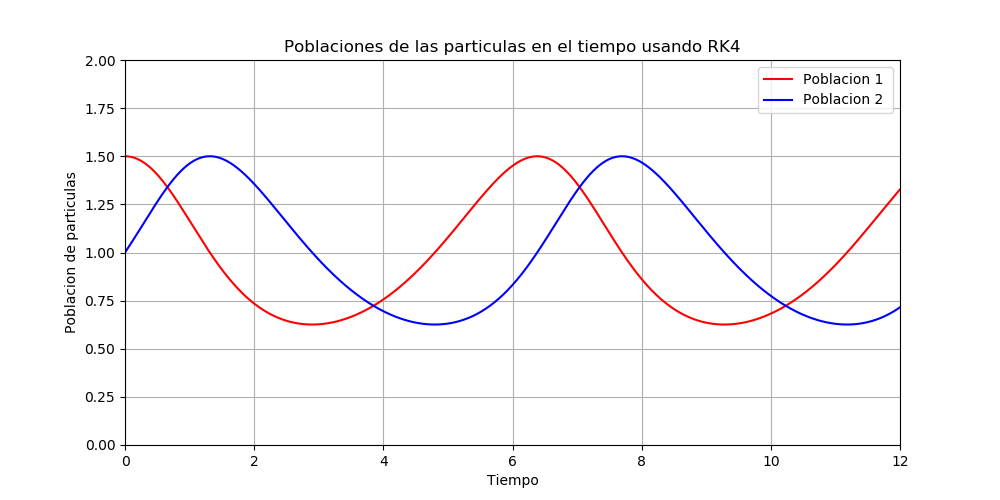 Poblaciones de las particulas en el tiempo usando RK4
Poblacion 1
Poblacion 2
2.00
1.75
1.50
1.25
1.00
0.75
0.50
0.25
0.00
Poblacion de particulas
0 2 4 6 8 10 12
Tiempo